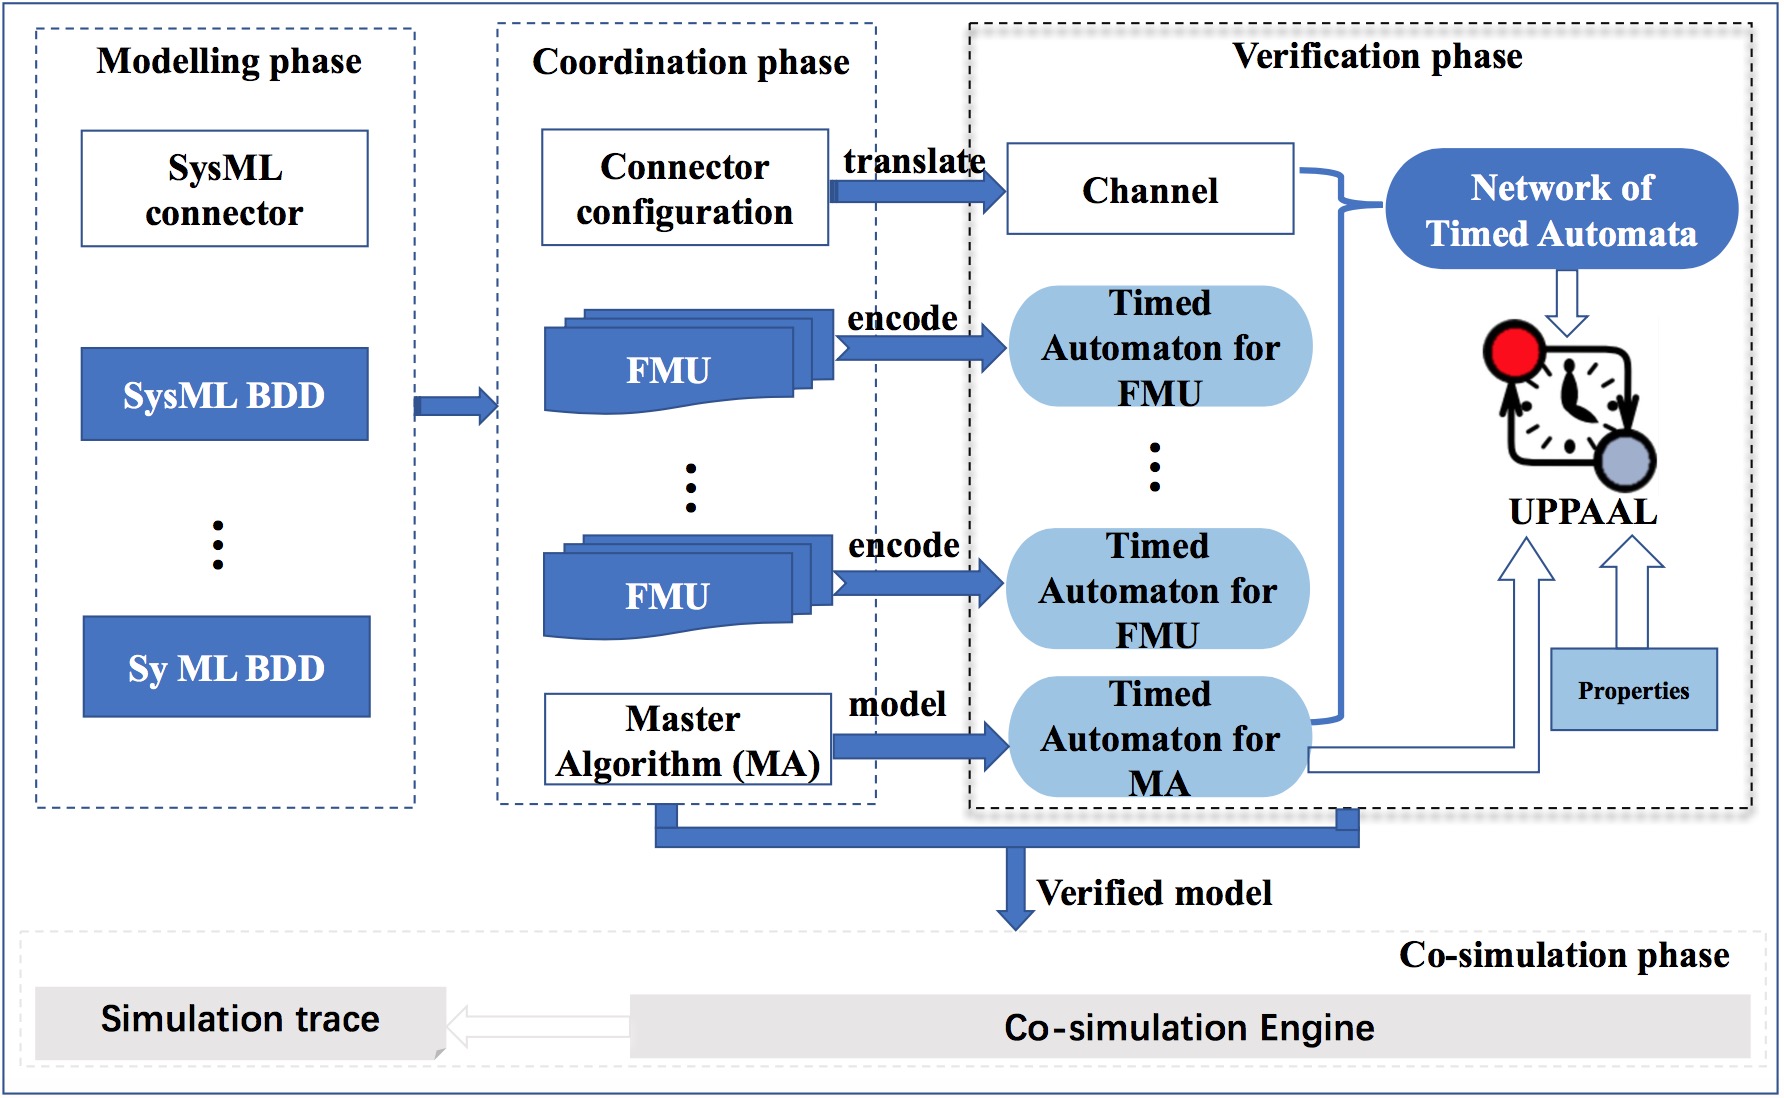 Modelling phase
SysML
connector
SysML BDD
Sy ML BDD
Coordination phase
Connector
configuration
FMU
FMU
Master
Algorithm (MA)
translate
encode
encode
model
Verification phase
Channel
Timed
Automaton for
FMU
Timed
Automaton for
FMU
Timed
Automaton for
MA
Network of
Timed Automata
UPPAAL
Properties
Verified model
Co-simulation phase
Simulation trace
Co-simulation Engine